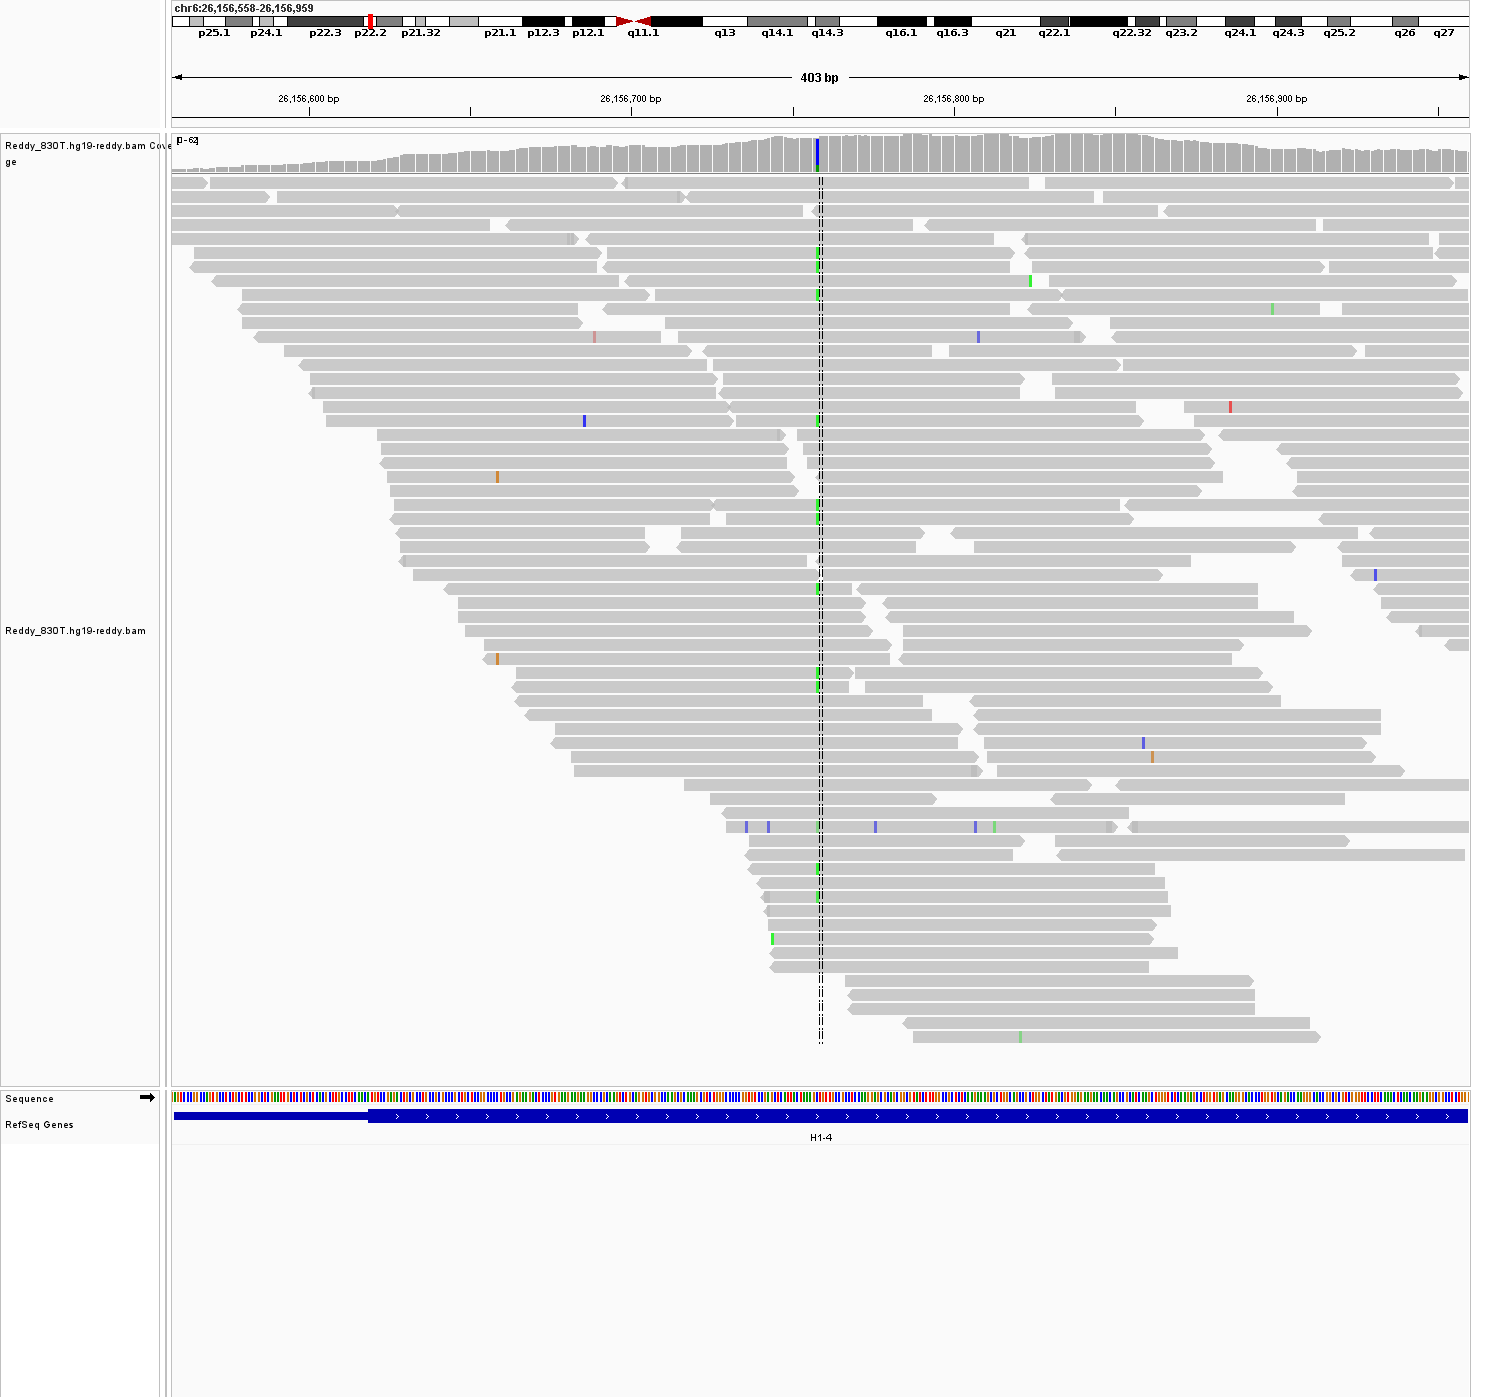 chr6:26,156,558-26,156,959
p25.1 p24.1 p22.3 p22.2 p21.32 p21.1 p12.3 p12.1 q11.1 q13 q14.1 q14.3 q16.1 q16.3 q21 q22.1 q22.32 q23.2 q24.1 q24.3 q25.2 q26 q27
403 bp
26,156,600 bp 26,156,700 bp 26,156,800 bp 26,156,900 bp
[0-62]
Reddy_830T.hg19-reddy.bam Cove
ge
Reddy_830T.hg19-reddy.bam
Sequence
RefSeq Genes
H1-4